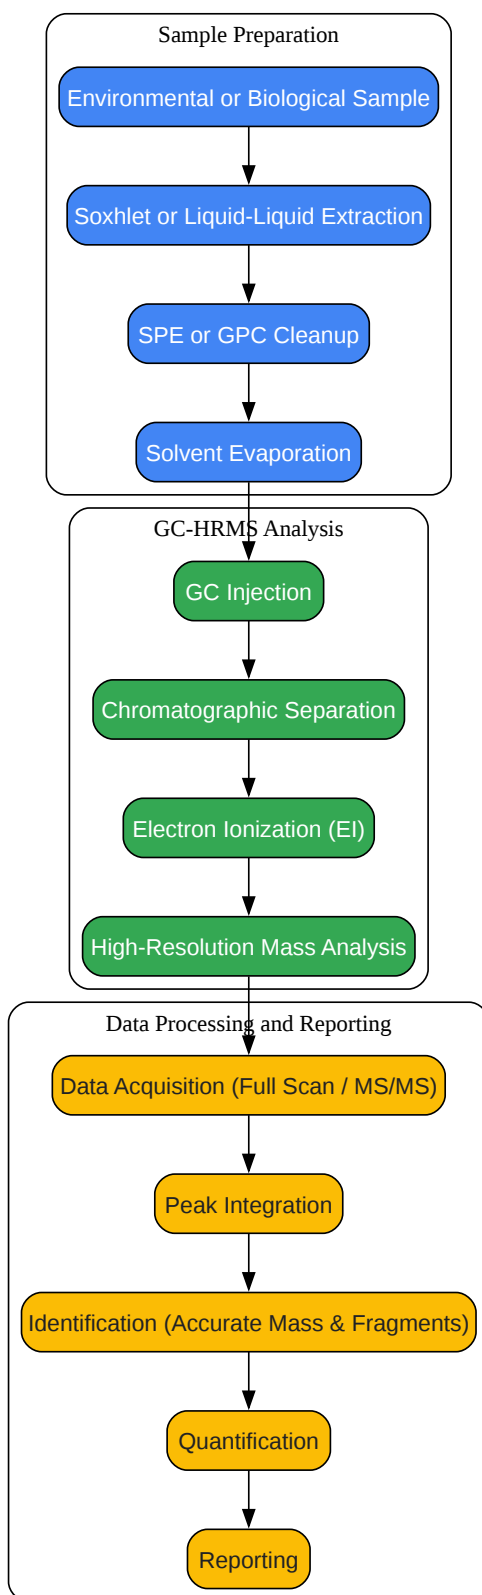 Sample Preparation
Environmental or Biological Sample
Soxhlet or Liquid-Liquid Extraction
SPE or GPC Cleanup
Solvent Evaporation
GC-HRMS Analysis
GC Injection
Chromatographic Separation
Electron Ionization (EI)
High-Resolution Mass Analysis
Data Processing and Reporting
Data Acquisition (Full Scan / MS/MS)
Peak Integration
Identification (Accurate Mass & Fragments)
Quantification
Reporting